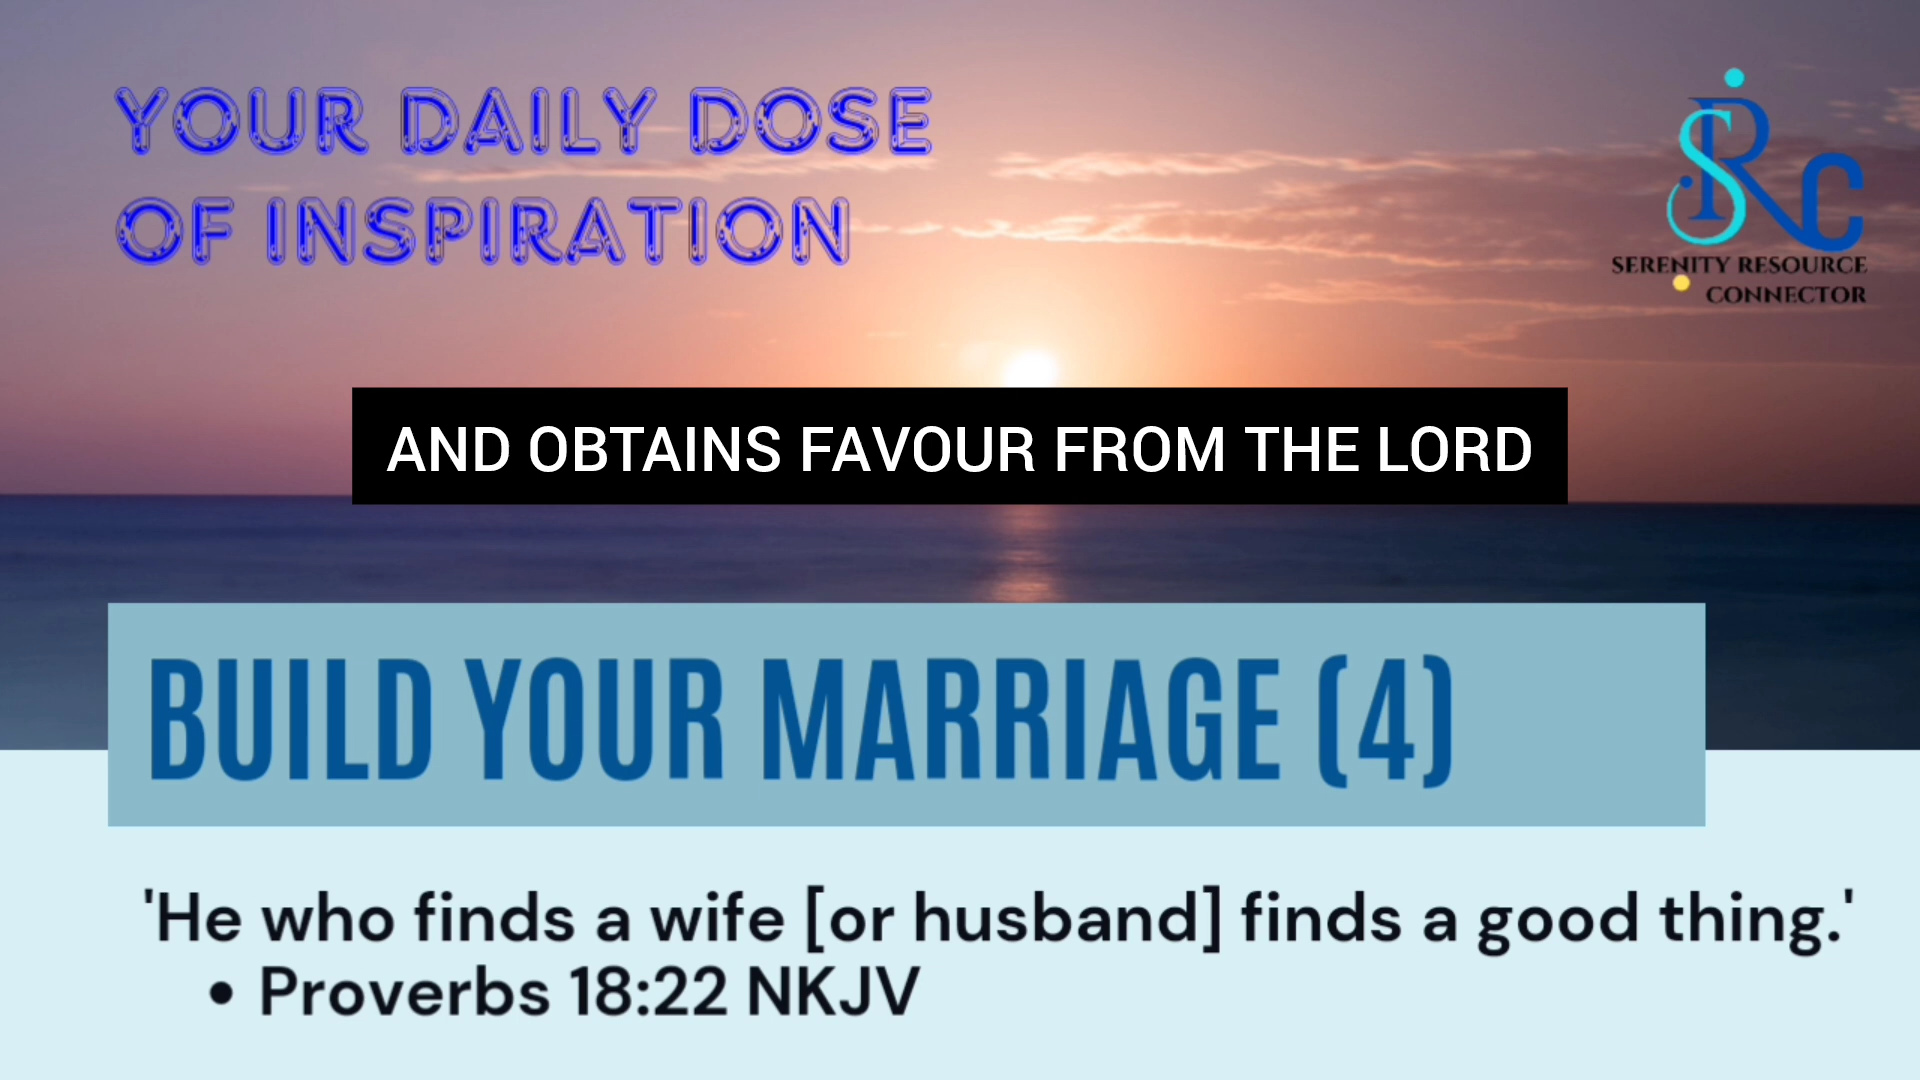 YOUR DAILY DOSE
OF INSPIRATION
SRC
SERENITY RESOURCE
CONNECTOR
AND OBTAINS FAVOUR FROM THE LORD
BUILD YOUR MARRIAGE (4)
'He who finds a wife [or husband] finds a good thing.'
• Proverbs 18:22 NKJV